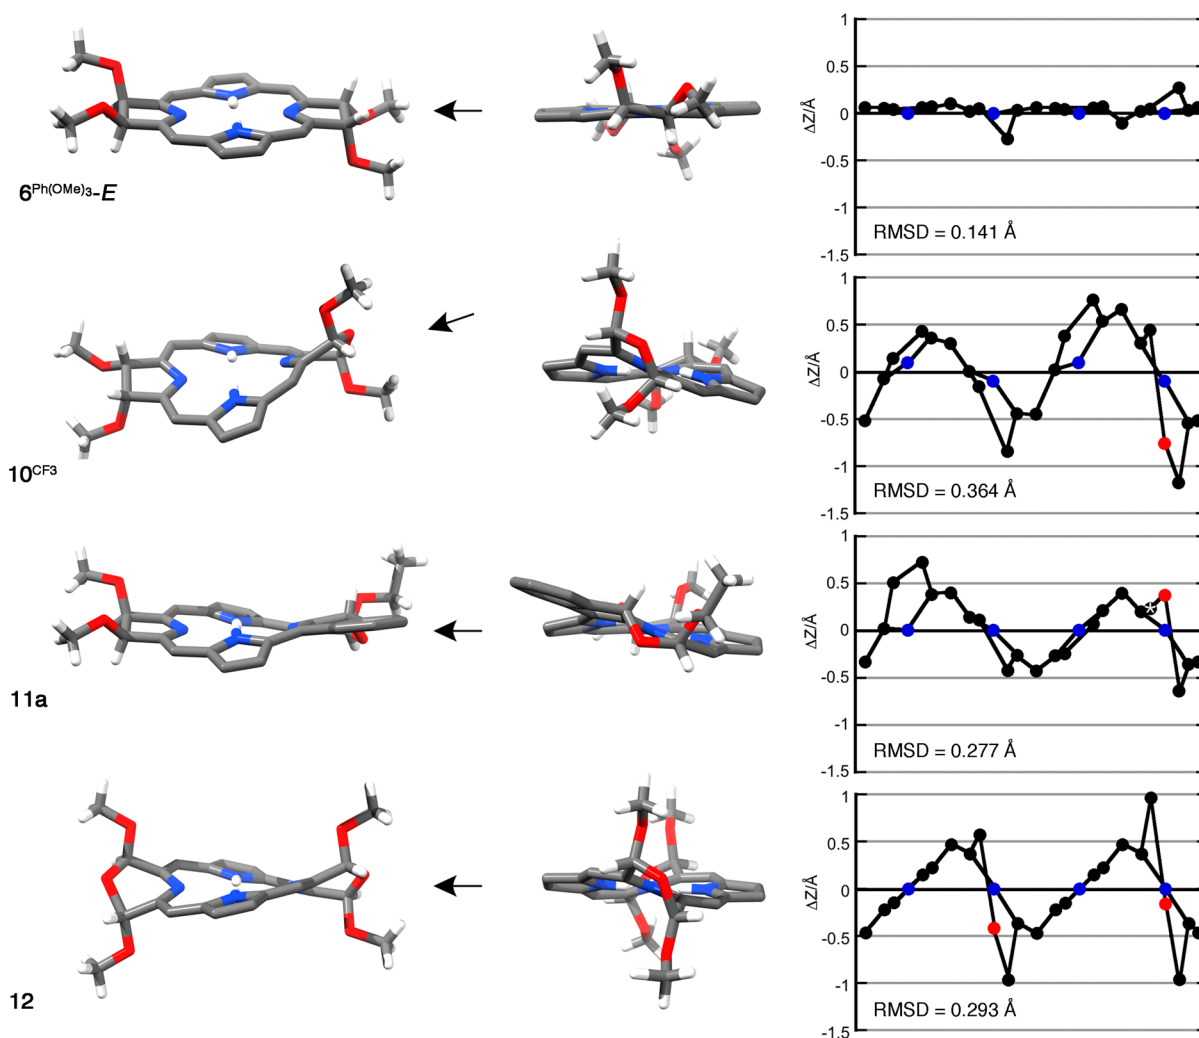 1
0.5
ΔZ/Å
0
-0.5
-1
RMSD = 0.141 Å
-1.5
6Ph(OMe)3-E
1
0.5
ΔZ/Å
0
-0.5
-1
RMSD = 0.364 Å
-1.5
10CF3
1
0.5
*
ΔZ/Å
0
-0.5
-1
RMSD = 0.277 Å
-1.5
11a
1
0.5
ΔZ/Å
0
-0.5
-1
RMSD = 0.293 Å
-1.5
12